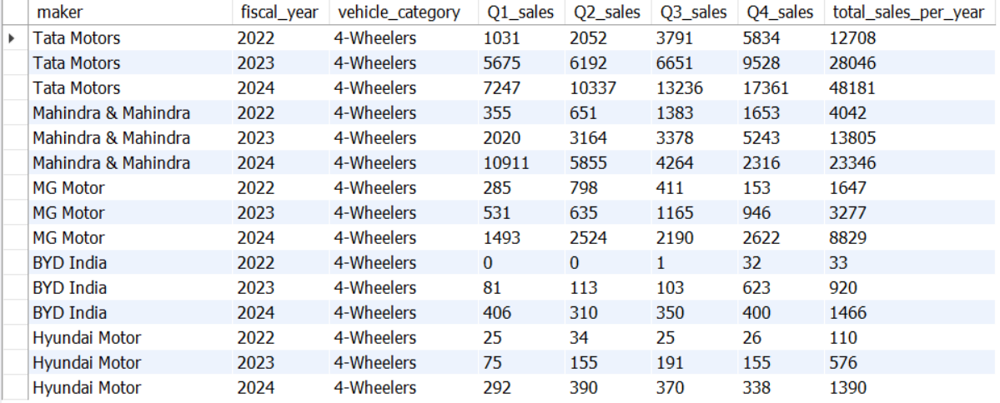 maker fiscal_year vehicle_category Q1_sales Q2_sales Q3_sales Q4_sales total_sales_per_year
Tata Motors 2022 4-Wheelers 1031 2052 3791 5834 12708
Tata Motors 2023 4-Wheelers 5675 6192 6651 9528 28046
Tata Motors 2024 4-Wheelers 7247 10337 13236 17361 48181
Mahindra & Mahindra 2022 4-Wheelers 355 651 1383 1653 4042
Mahindra & Mahindra 2023 4-Wheelers 2020 3164 3378 5243 13805
Mahindra & Mahindra 2024 4-Wheelers 10911 5855 4264 2316 23346
MG Motor 2022 4-Wheelers 285 798 411 153 1647
MG Motor 2023 4-Wheelers 531 635 1165 946 3277
MG Motor 2024 4-Wheelers 1493 2524 2190 2622 8829
BYD India 2022 4-Wheelers 0 0 1 32 33
BYD India 2023 4-Wheelers 81 113 103 623 920
BYD India 2024 4-Wheelers 406 310 350 400 1466
Hyundai Motor 2022 4-Wheelers 25 34 25 26 110
Hyundai Motor 2023 4-Wheelers 75 155 191 155 576
Hyundai Motor 2024 4-Wheelers 292 390 370 338 1390